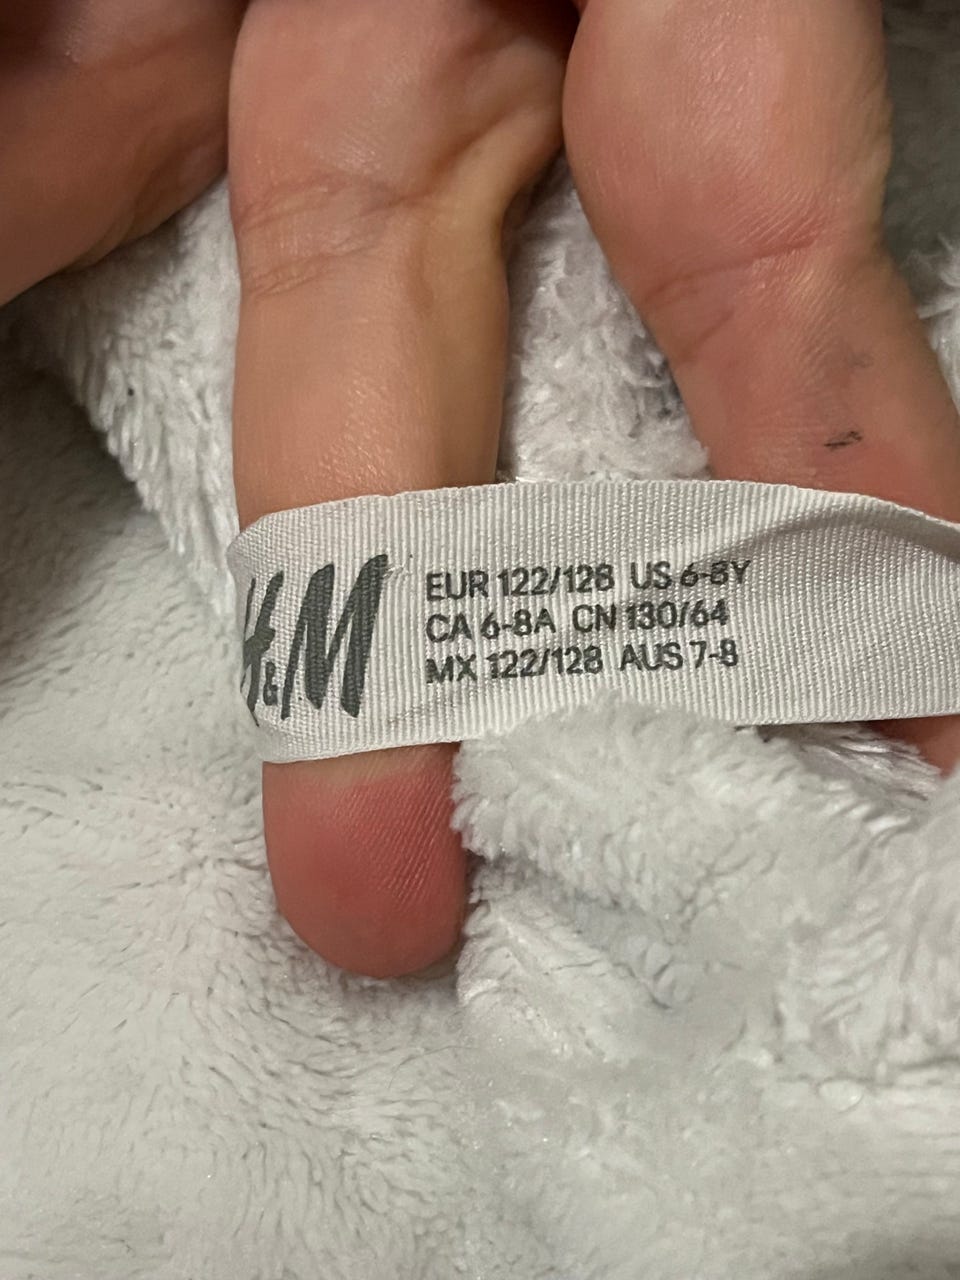 H&M
EUR 122/128 US 6-8Y
CA 6-8A CN 130/64
MX 122/128 AUS 7-8